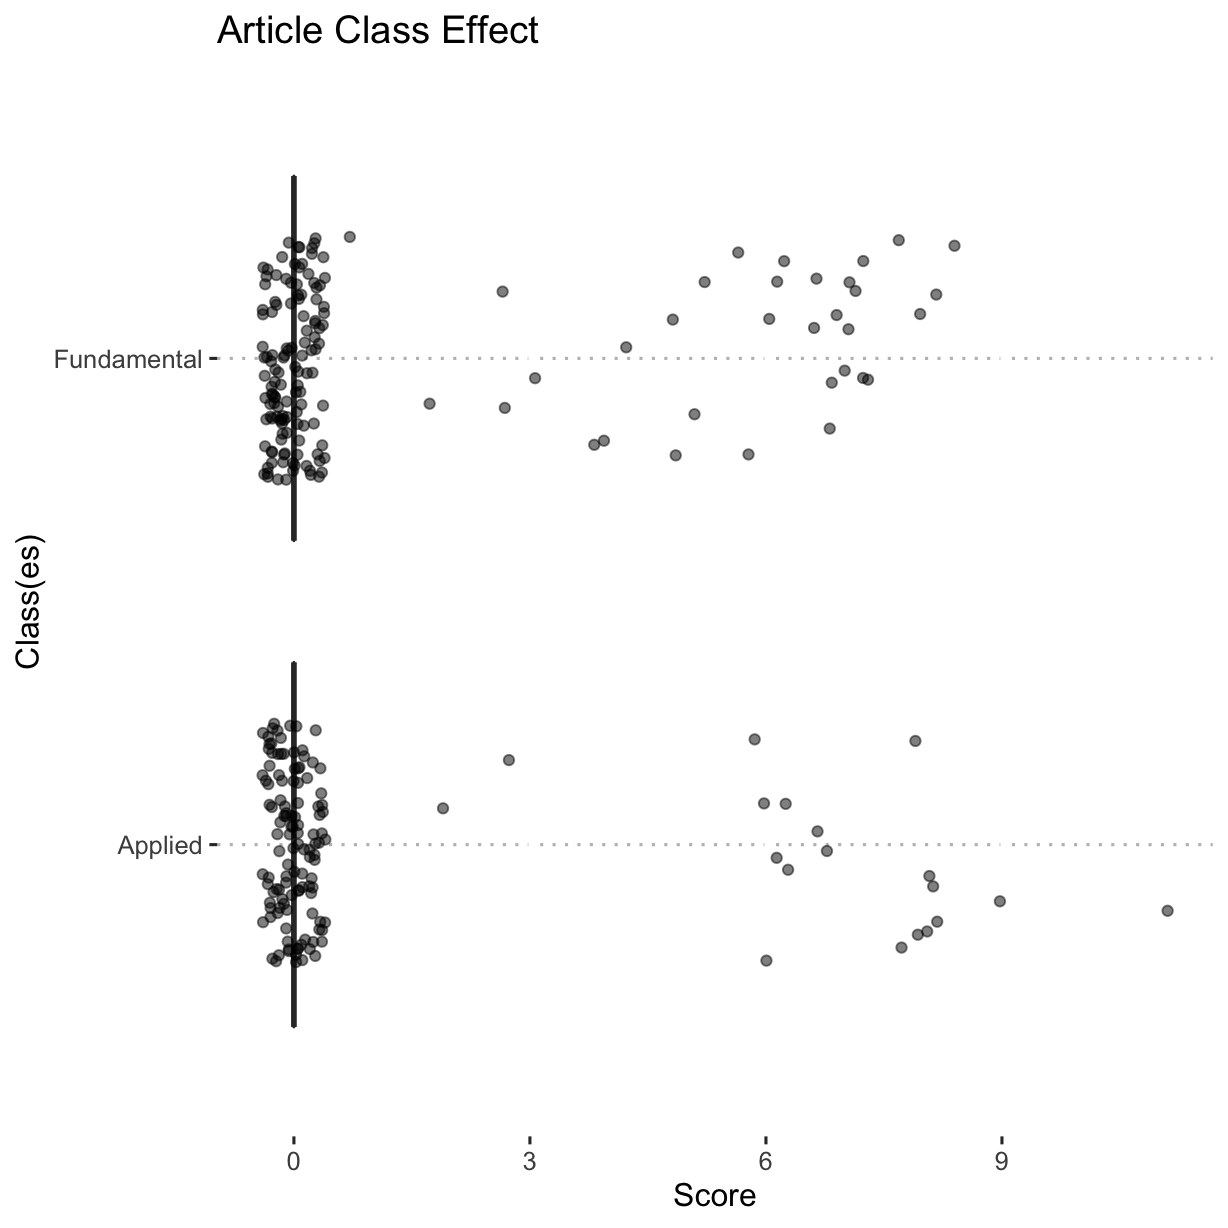 Article Class Effect
Class(es)
Fundamental
Applied
0 3 6 9
Score